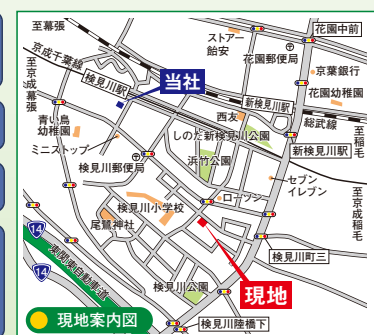 至幕張
ストアー
飴安
花園中前
花園郵便局
京成千葉線
検見川駅
当社
京葉銀行
花園幼稚園
新検見川駅
総武線
至京成幕張
至稲毛
青い鳥
幼稚園
西友
しのだ新検見川公園
ミニストップ
浜竹公園
新検見川駅
検見川郵便局
セブン
イレブン
至京成稲毛
検見川小学校
ローソン
尾鷲神社
14
検見川町三
東関東自動車道
14
現地
検見川公園
現地案内図
検見川陸橋下